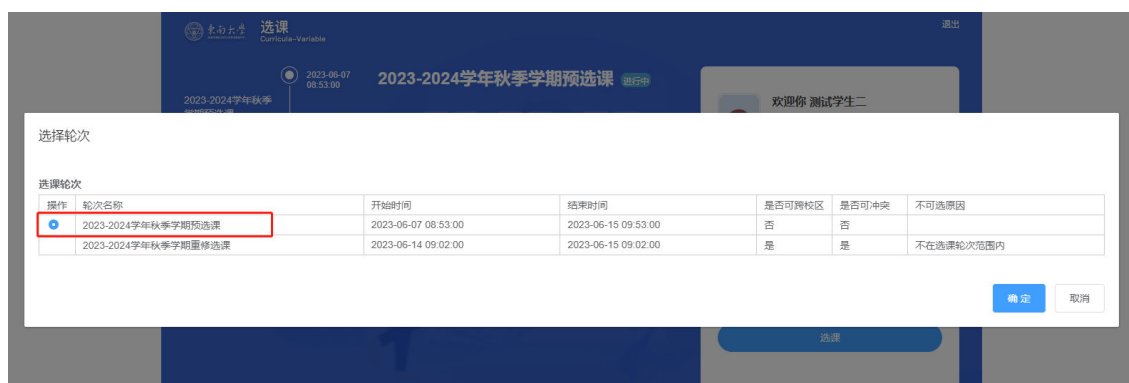 東南大學 选课
Curricula-Variable
退出
2023-06-07
08:53:00
2023-2024学年秋季学期预选课 进行中
2023-2024学年秋季
欢迎你 测试学生二
选择轮次
选课轮次
操作 轮次名称 开始时间 结束时间 是否可跨校区 是否可冲突 不可选原因
2023-2024学年秋季学期预选课 2023-06-07 08:53:00 2023-06-15 09:53:00 否 否
2023-2024学年秋季学期重修选课 2023-06-14 09:02:00 2023-06-15 09:02:00 是 是 不在选课轮次范围内
确定 取消
选课